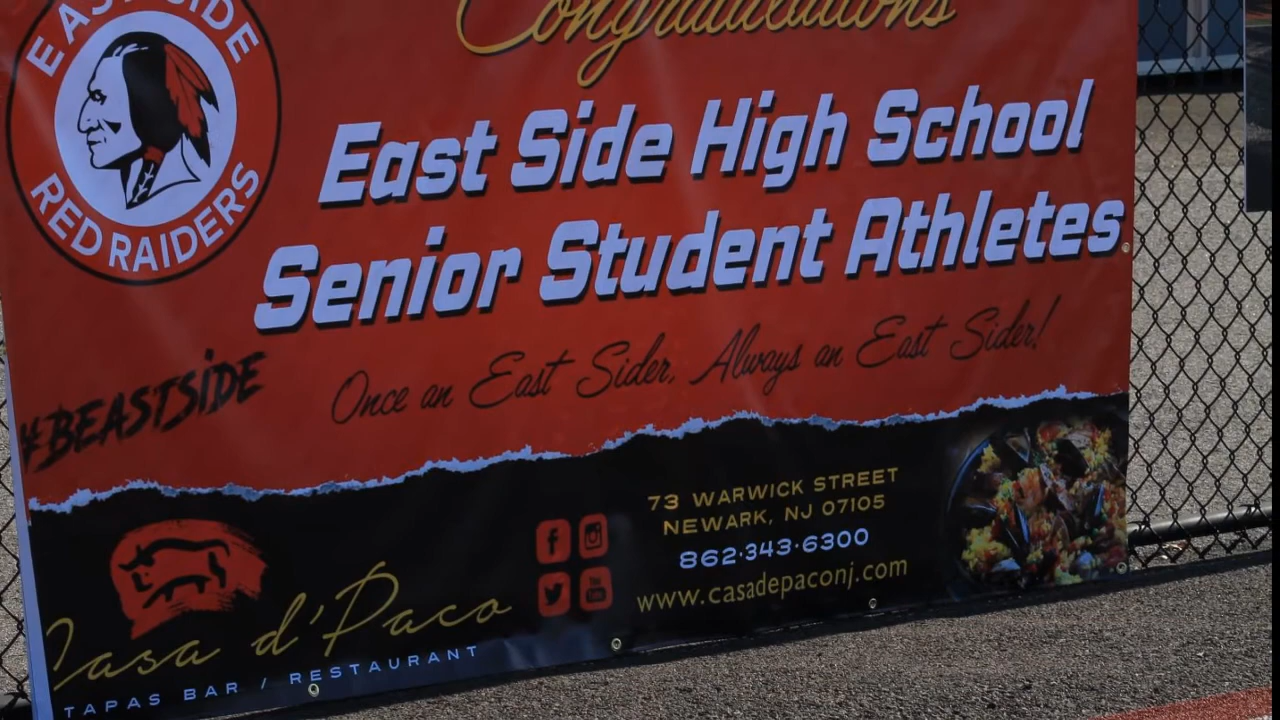 Congratulations
EAST SIDE
RED RAIDERS
East Side High School
Senior Student Athletes
Once an East Sider, Always an East Sider!
#BEASTSIDE
73 WARWICK STREET
NEWARK, NJ 07105
862·343·6300
www.casadepaconj.com
Casa d'Paco
TAPAS BAR / RESTAURANT
f
You Tube